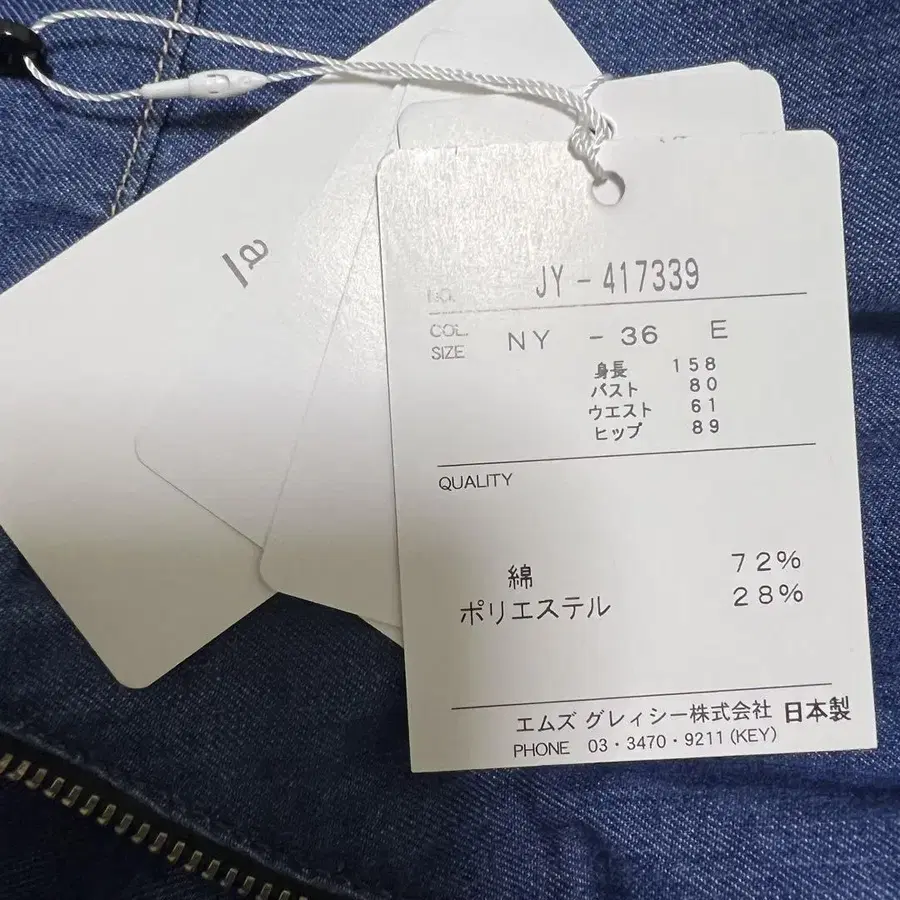 NO. JY-417339
COL. SIZE NY - 36 E
身長 158
バスト 80
ウエスト 61
ヒップ 89
QUALITY
綿 72%
ポリエステル 28%
エムズ グレィシー株式会社 日本製
PHONE 03・3470・9211(KEY)